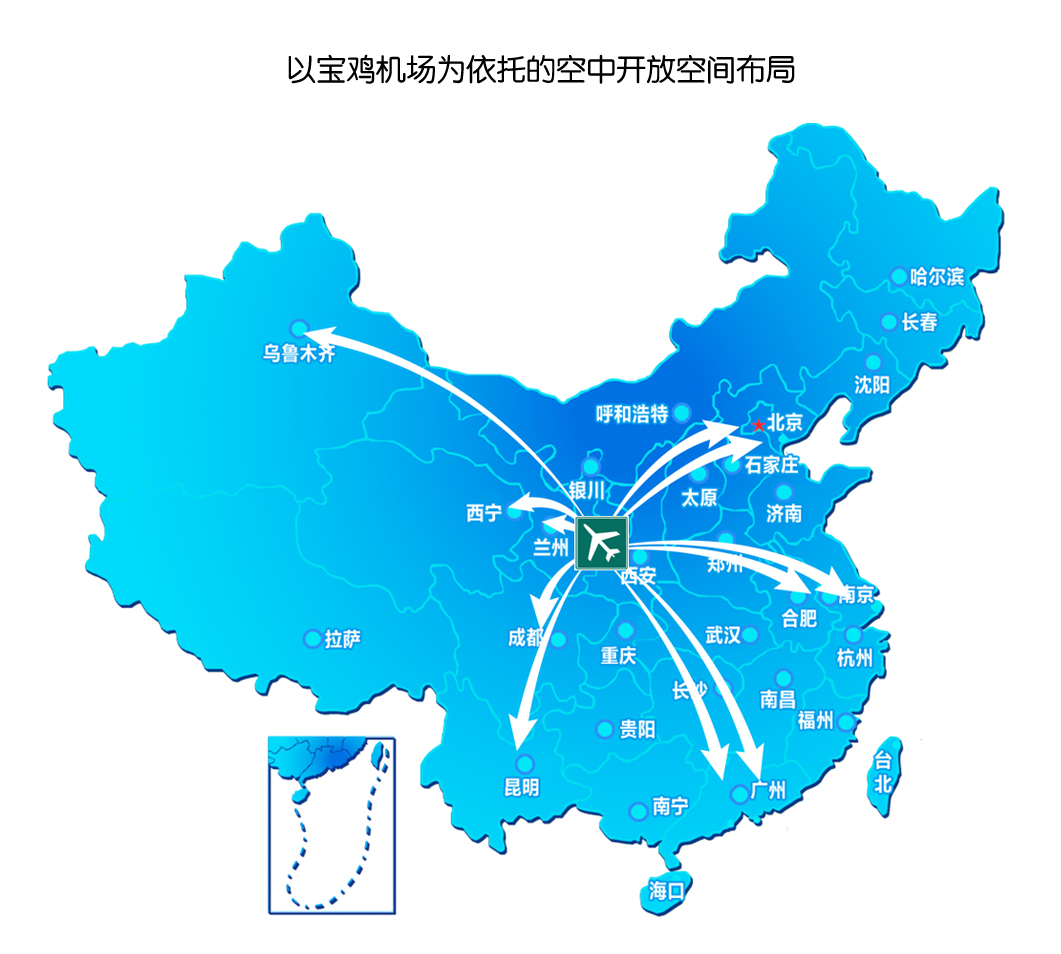 以宝鸡机场为依托的空中开放空间布局
哈尔滨
长春
乌鲁木齐
沈阳
呼和浩特
北京
石家庄
银川
太原
西宁
济南
兰州
郑州
西安
南京
合肥
拉萨
成都
武汉
重庆
杭州
长沙
南昌
福州
贵阳
台
北
昆明
广州
南宁
海口